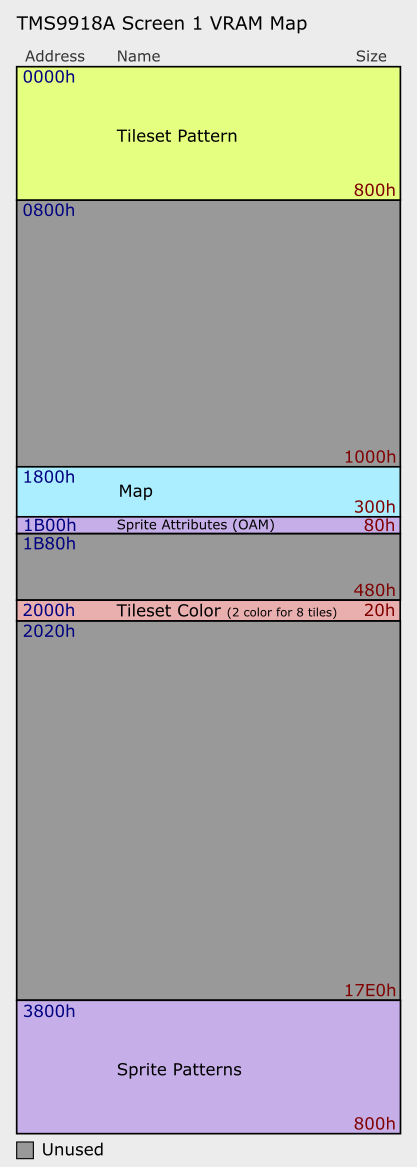 TMS9918A Screen 1 VRAM Map
Address Name Size
0000h
Tileset Pattern
800h
0800h
1000h
1800h
Map
300h
1B00h Sprite Attributes (OAM) 80h
1B80h
480h
2000h Tileset Color (2 color for 8 tiles) 20h
2020h
17E0h
3800h
Sprite Patterns
800h
Unused